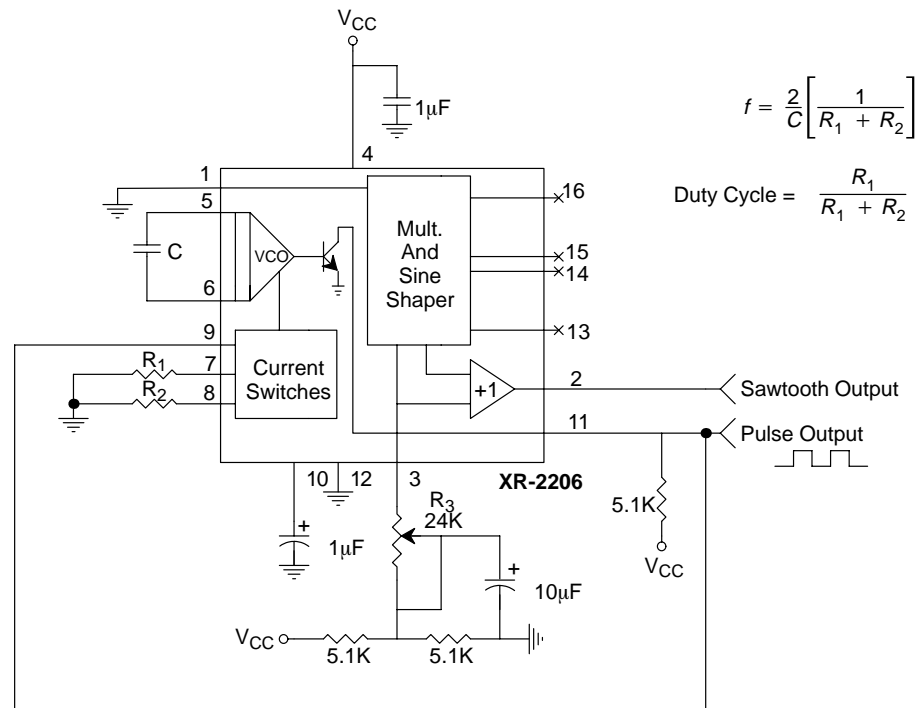 VCC
1µF
f = 2/C [1/(R1 + R2)]
Duty Cycle = R1/(R1 + R2)
4
1
16
5
Mult.
And
Sine
Shaper
C
VCO
15
14
6
13
9
R1
7
Current
Switches
R2
8
+1
2
Sawtooth Output
11
Pulse Output
10
12
3
XR-2206
R3
24K
5.1K
+
1µF
+
10µF
VCC
VCC
5.1K
5.1K